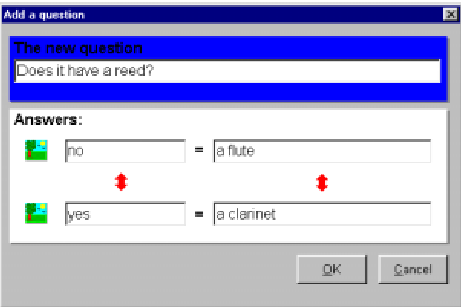 Add a question
The new question
Does it have a reed?
Answers:
no = a flute
yes = a clarinet
OK Cancel